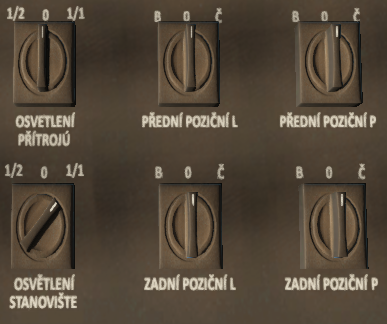 1/2 0 1/1
B 0 Č
B 0 Č
OSVETLENÍ
PŘÍTROJŮ
PŘEDNÍ POZIČNÍ L
PŘEDNÍ POZIČNÍ P
1/2 0 1/1
B 0 Č
B 0 Č
OSVĚTLENÍ
STANOVIŠTE
ZADNÍ POZIČNÍ L
ZADNÍ POZIČNÍ P